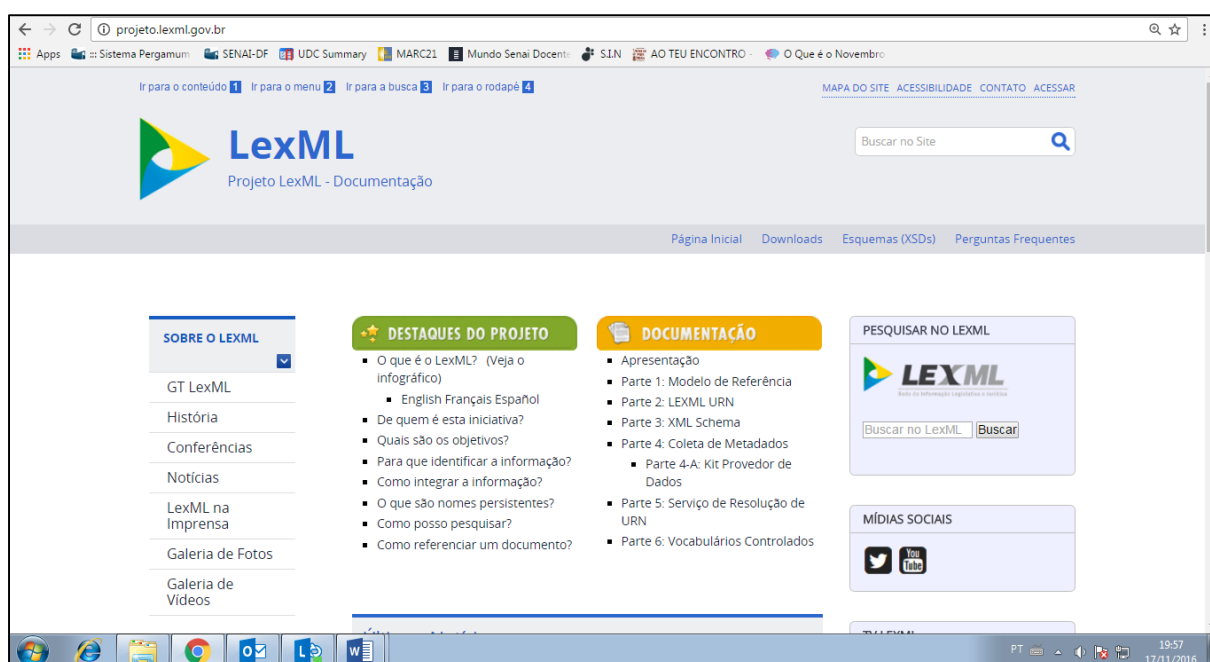 projeto.lexml.gov.br
Apps ::: Sistema Pergamum SENAI-DF UDC Summary MARC21 Mundo Senai Docente S.I.N AO TEU ENCONTRO - O Que é o Novembro
Ir para o conteúdo 1 Ir para o menu 2 Ir para a busca 3 Ir para o rodapé 4
MAPA DO SITE ACESSIBILIDADE CONTATO ACESSAR
LexML
Projeto LexML - Documentação
Buscar no Site
Página Inicial Downloads Esquemas (XSDs) Perguntas Frequentes
SOBRE O LEXML
GT LexML
História
Conferências
Notícias
LexML na
Imprensa
Galeria de Fotos
Galeria de
Vídeos
DESTAQUES DO PROJETO
O que é o LexML? (Veja o
infográfico)
English Français Español
De quem é esta iniciativa?
Quais são os objetivos?
Para que identificar a informação?
Como integrar a informação?
O que são nomes persistentes?
Como posso pesquisar?
Como referenciar um documento?
DOCUMENTAÇÃO
Apresentação
Parte 1: Modelo de Referência
Parte 2: LEXML URN
Parte 3: XML Schema
Parte 4: Coleta de Metadados
Parte 4-A: Kit Provedor de
Dados
Parte 5: Serviço de Resolução de
URN
Parte 6: Vocabulários Controlados
PESQUISAR NO LEXML
LEXML
Rede de Informação Legislativa e Jurídica
Buscar no LexML Buscar
MÍDIAS SOCIAIS
You
Tube
PT
19:57
17/11/2016